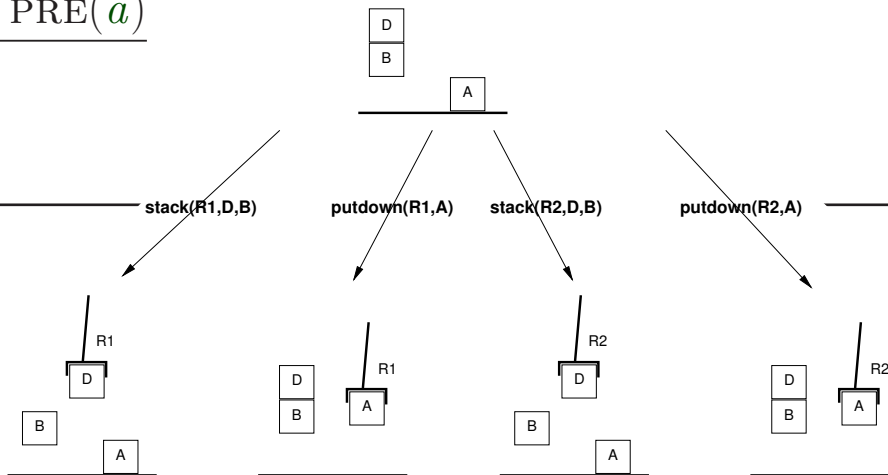 PRE(a)
D
B
A
stack(R1,D,B)
putdown(R1,A)
stack(R2,D,B)
putdown(R2,A)
R1
D
B
A
R1
D
B
A
R2
D
B
A
R2
D
B
A